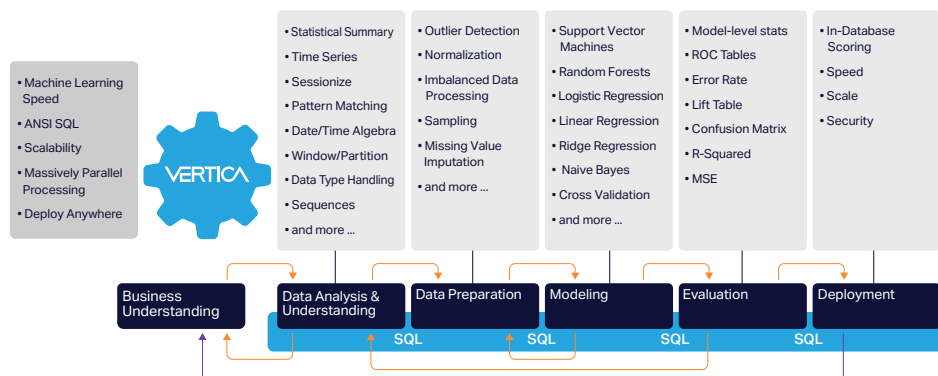 • Machine Learning
Speed
• ANSI SQL
• Scalability
• Massively Parallel
Processing
• Deploy Anywhere
VERTICA
• Statistical Summary
• Time Series
• Sessionize
• Pattern Matching
• Date/Time Algebra
• Window/Partition
• Data Type Handling
• Sequences
• and more ...
• Outlier Detection
• Normalization
• Imbalanced Data
Processing
• Sampling
• Missing Value
Imputation
• and more ...
• Support Vector
Machines
• Random Forests
• Logistic Regression
• Linear Regression
• Ridge Regression
• Naive Bayes
• Cross Validation
• and more ...
• Model-level stats
• ROC Tables
• Error Rate
• Lift Table
• Confusion Matrix
• R-Squared
• MSE
• In-Database
Scoring
• Speed
• Scale
• Security
Business
Understanding
Data Analysis &
Understanding
Data Preparation
Modeling
Evaluation
Deployment
SQL
SQL
SQL
SQL